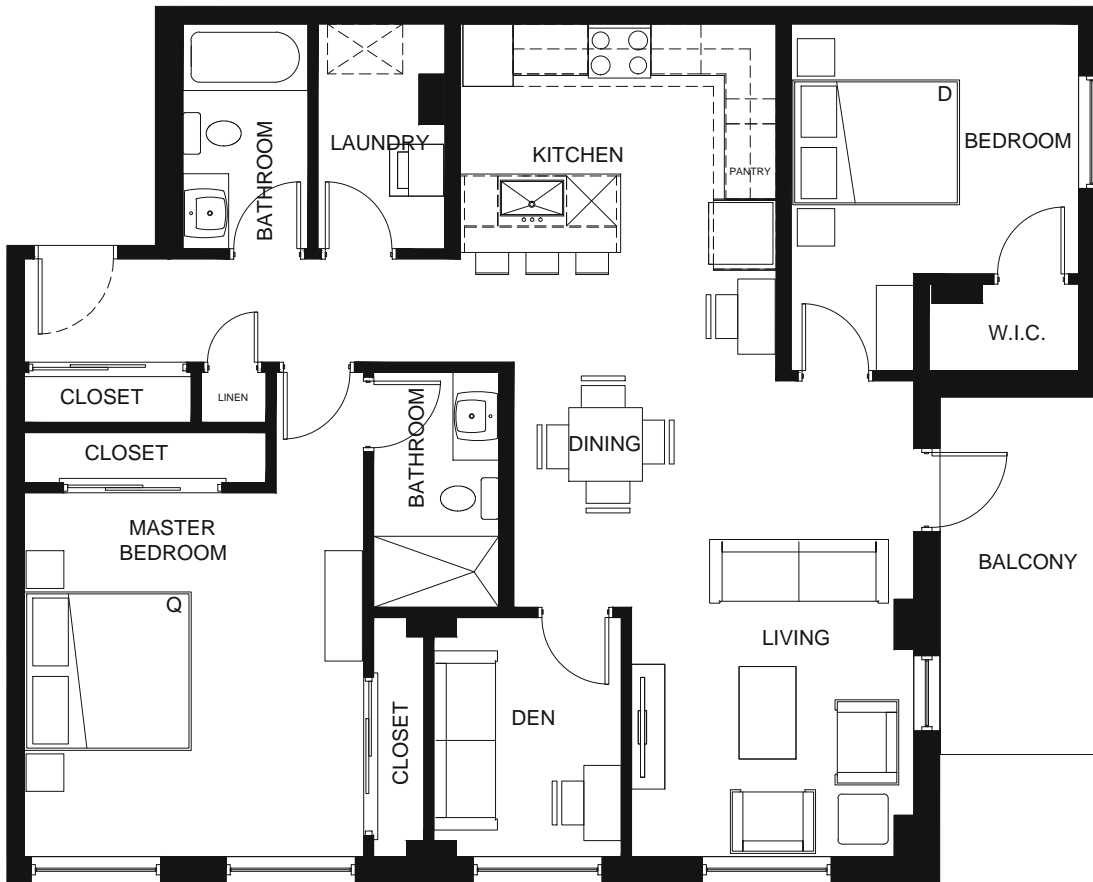 BATHROOM
LAUNDRY
KITCHEN
PANTRY
D
BEDROOM
W.I.C.
CLOSET
LINEN
CLOSET
BATHROOM
DINING
MASTER
BEDROOM
BALCONY
Q
LIVING
CLOSET
DEN